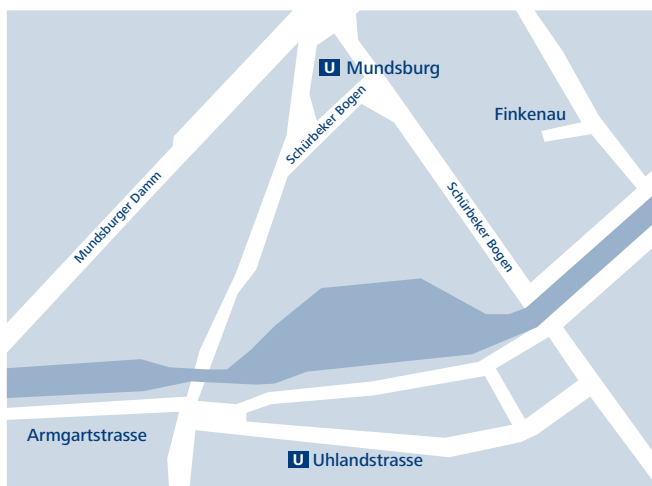 U Mundsburg
Finkenau
Schürbeker Bogen
Mundsburger Damm
Schürbeker Bogen
Armgartstrasse
U Uhlandstrasse